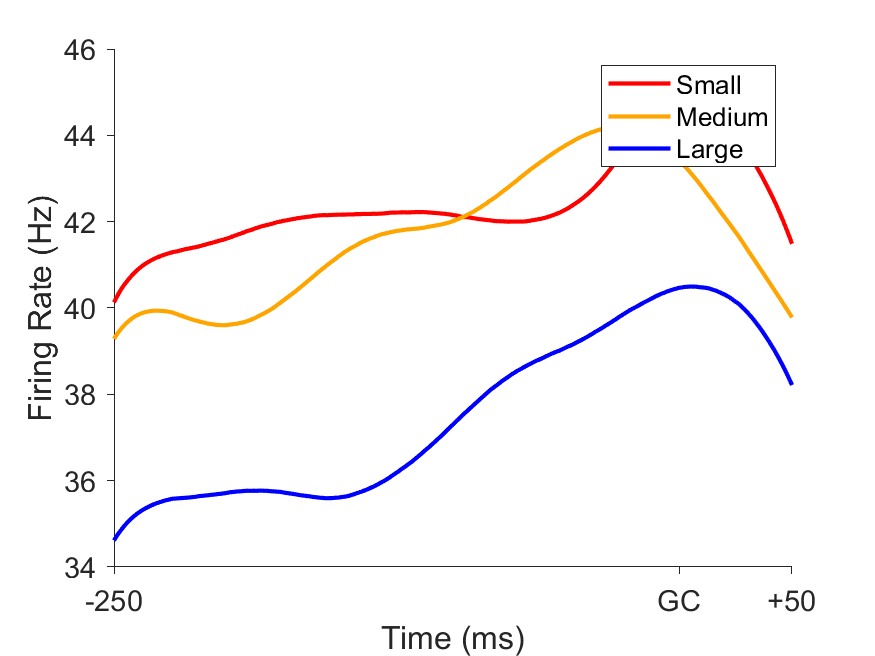 46
44
42
40
38
36
34
Firing Rate (Hz)
Small
Medium
Large
-250
GC
+50
Time (ms)